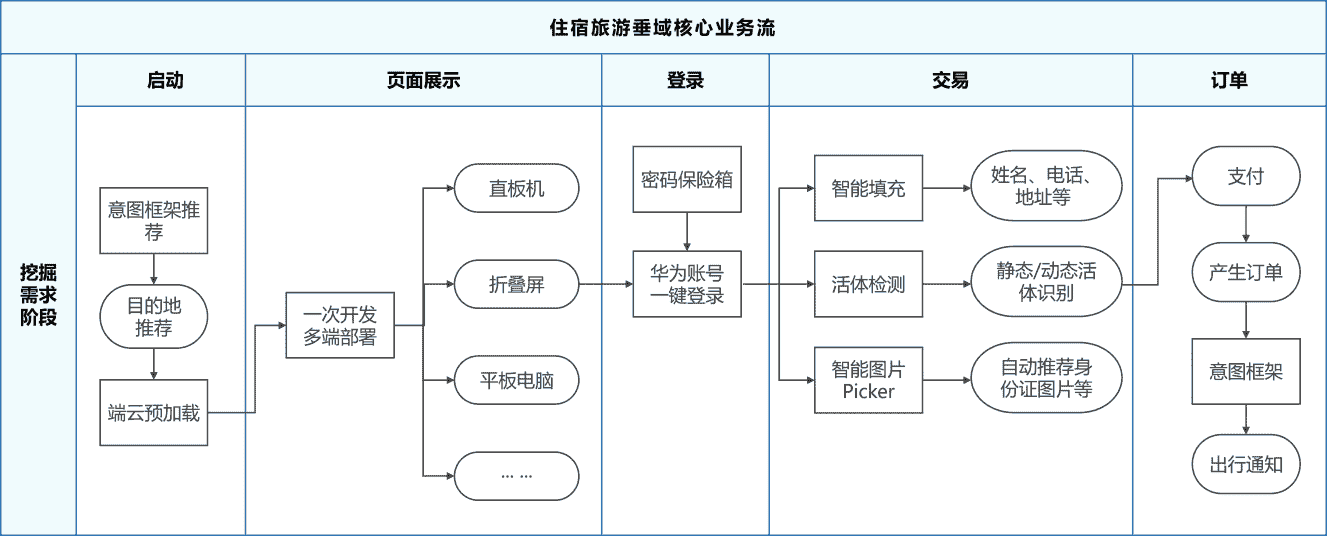 住宿旅游垂域核心业务流
启动
页面展示
登录
交易
订单
挖掘
需求
阶段
意图框架推
荐
目的地
推荐
端云预加载
一次开发
多端部署
直板机
折叠屏
平板电脑
... ...
密码保险箱
华为账号
一键登录
智能填充
活体检测
智能图片
Picker
姓名、电话、
地址等
静态/动态活
体识别
自动推荐身
份证图片等
支付
产生订单
意图框架
出行通知